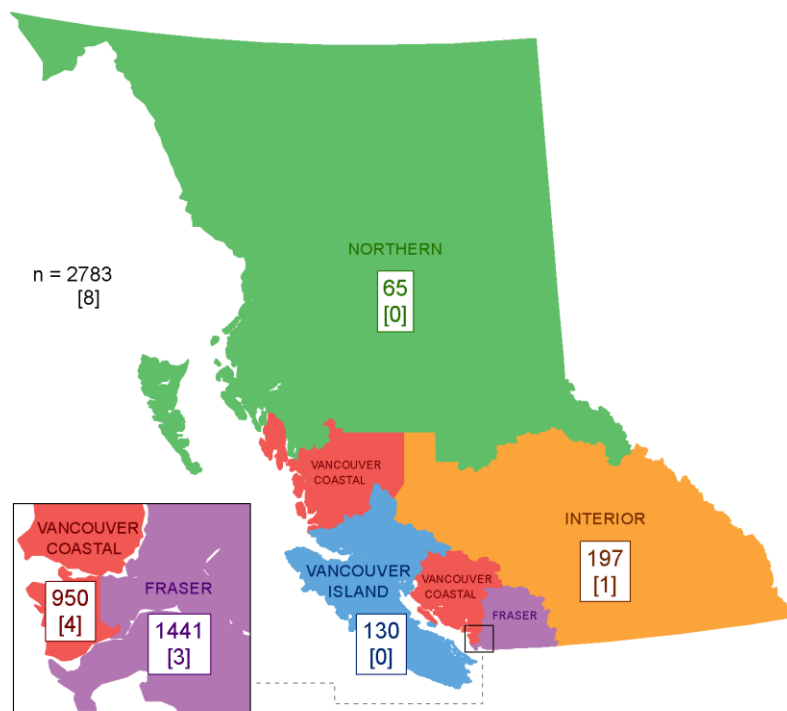 NORTHERN
65
[0]
n = 2783
[8]
VANCOUVER
COASTAL
INTERIOR
197
[1]
VANCOUVER
ISLAND
130
[0]
VANCOUVER
COASTAL
FRASER
VANCOUVER
COASTAL
950
[4]
FRASER
1441
[3]